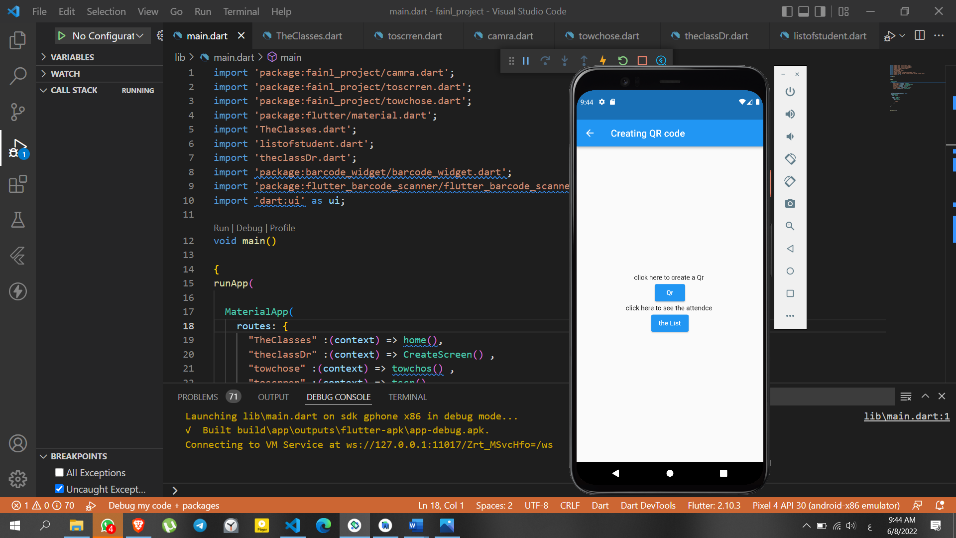 File Edit Selection View Go Run Terminal Help
main.dart - fainl_project - Visual Studio Code
No Configurat
main.dart
TheClasses.dart
toscrren.dart
camra.dart
towchose.dart
theclassDr.dart
listofstudent.dart
VARIABLES
WATCH
CALL STACK RUNNING
lib > main.dart > main
1 import 'package:fainl_project/camra.dart';
2 import 'package:fainl_project/toscrren.dart';
3 import 'package:fainl_project/towchose.dart';
4 import 'package:flutter/material.dart';
5 import 'TheClasses.dart';
6 import 'listofstudent.dart';
7 import 'theclassDr.dart';
8 import 'package:barcode_widget/barcode_widget.dart';
9 import 'package:flutter_barcode_scanner/flutter_barcode_scanne
10 import 'dart:ui' as ui;
11
Run | Debug | Profile
12 void main()
13
14 {
15 runApp(
16
17 MaterialApp(
18 routes: {
19 "TheClasses" :(context) => home(),
20 "theclassDr" :(context) => CreateScreen() ,
21 "towchose" :(context) => towchos() ,
9:44
Creating QR code
click here to create a Qr
Qr
click here to see the attendce
the List
PROBLEMS 71 OUTPUT DEBUG CONSOLE TERMINAL
Launching lib\main.dart on sdk gphone x86 in debug mode...
lib\main.dart:1
√ Built build\app\outputs\flutter-apk\app-debug.apk.
Connecting to VM Service at ws://127.0.0.1:11017/Zrt_MSvcHfo=/ws
BREAKPOINTS
All Exceptions
Uncaught Except...
1 0 70 Debug my code + packages
Ln 18, Col 1 Spaces: 2 UTF-8 CRLF Dart Dart DevTools Flutter: 2.10.3 Pixel 4 API 30 (android-x86 emulator)
9:44 AM
6/8/2022
ع